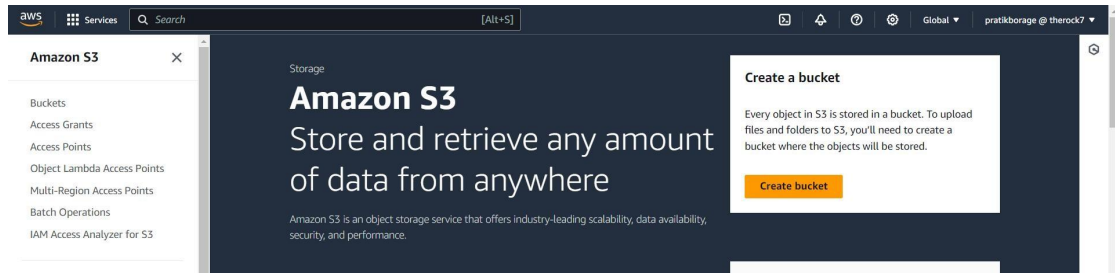 aws Services Search [Alt+S] Global ▼ pratikborage @ therock7 ▼
Amazon S3
Buckets
Access Grants
Access Points
Object Lambda Access Points
Multi-Region Access Points
Batch Operations
IAM Access Analyzer for S3
Storage
Amazon S3
Store and retrieve any amount
of data from anywhere
Amazon S3 is an object storage service that offers industry-leading scalability, data availability,
security, and performance.
Create a bucket
Every object in S3 is stored in a bucket. To upload
files and folders to S3, you'll need to create a
bucket where the objects will be stored.
Create bucket